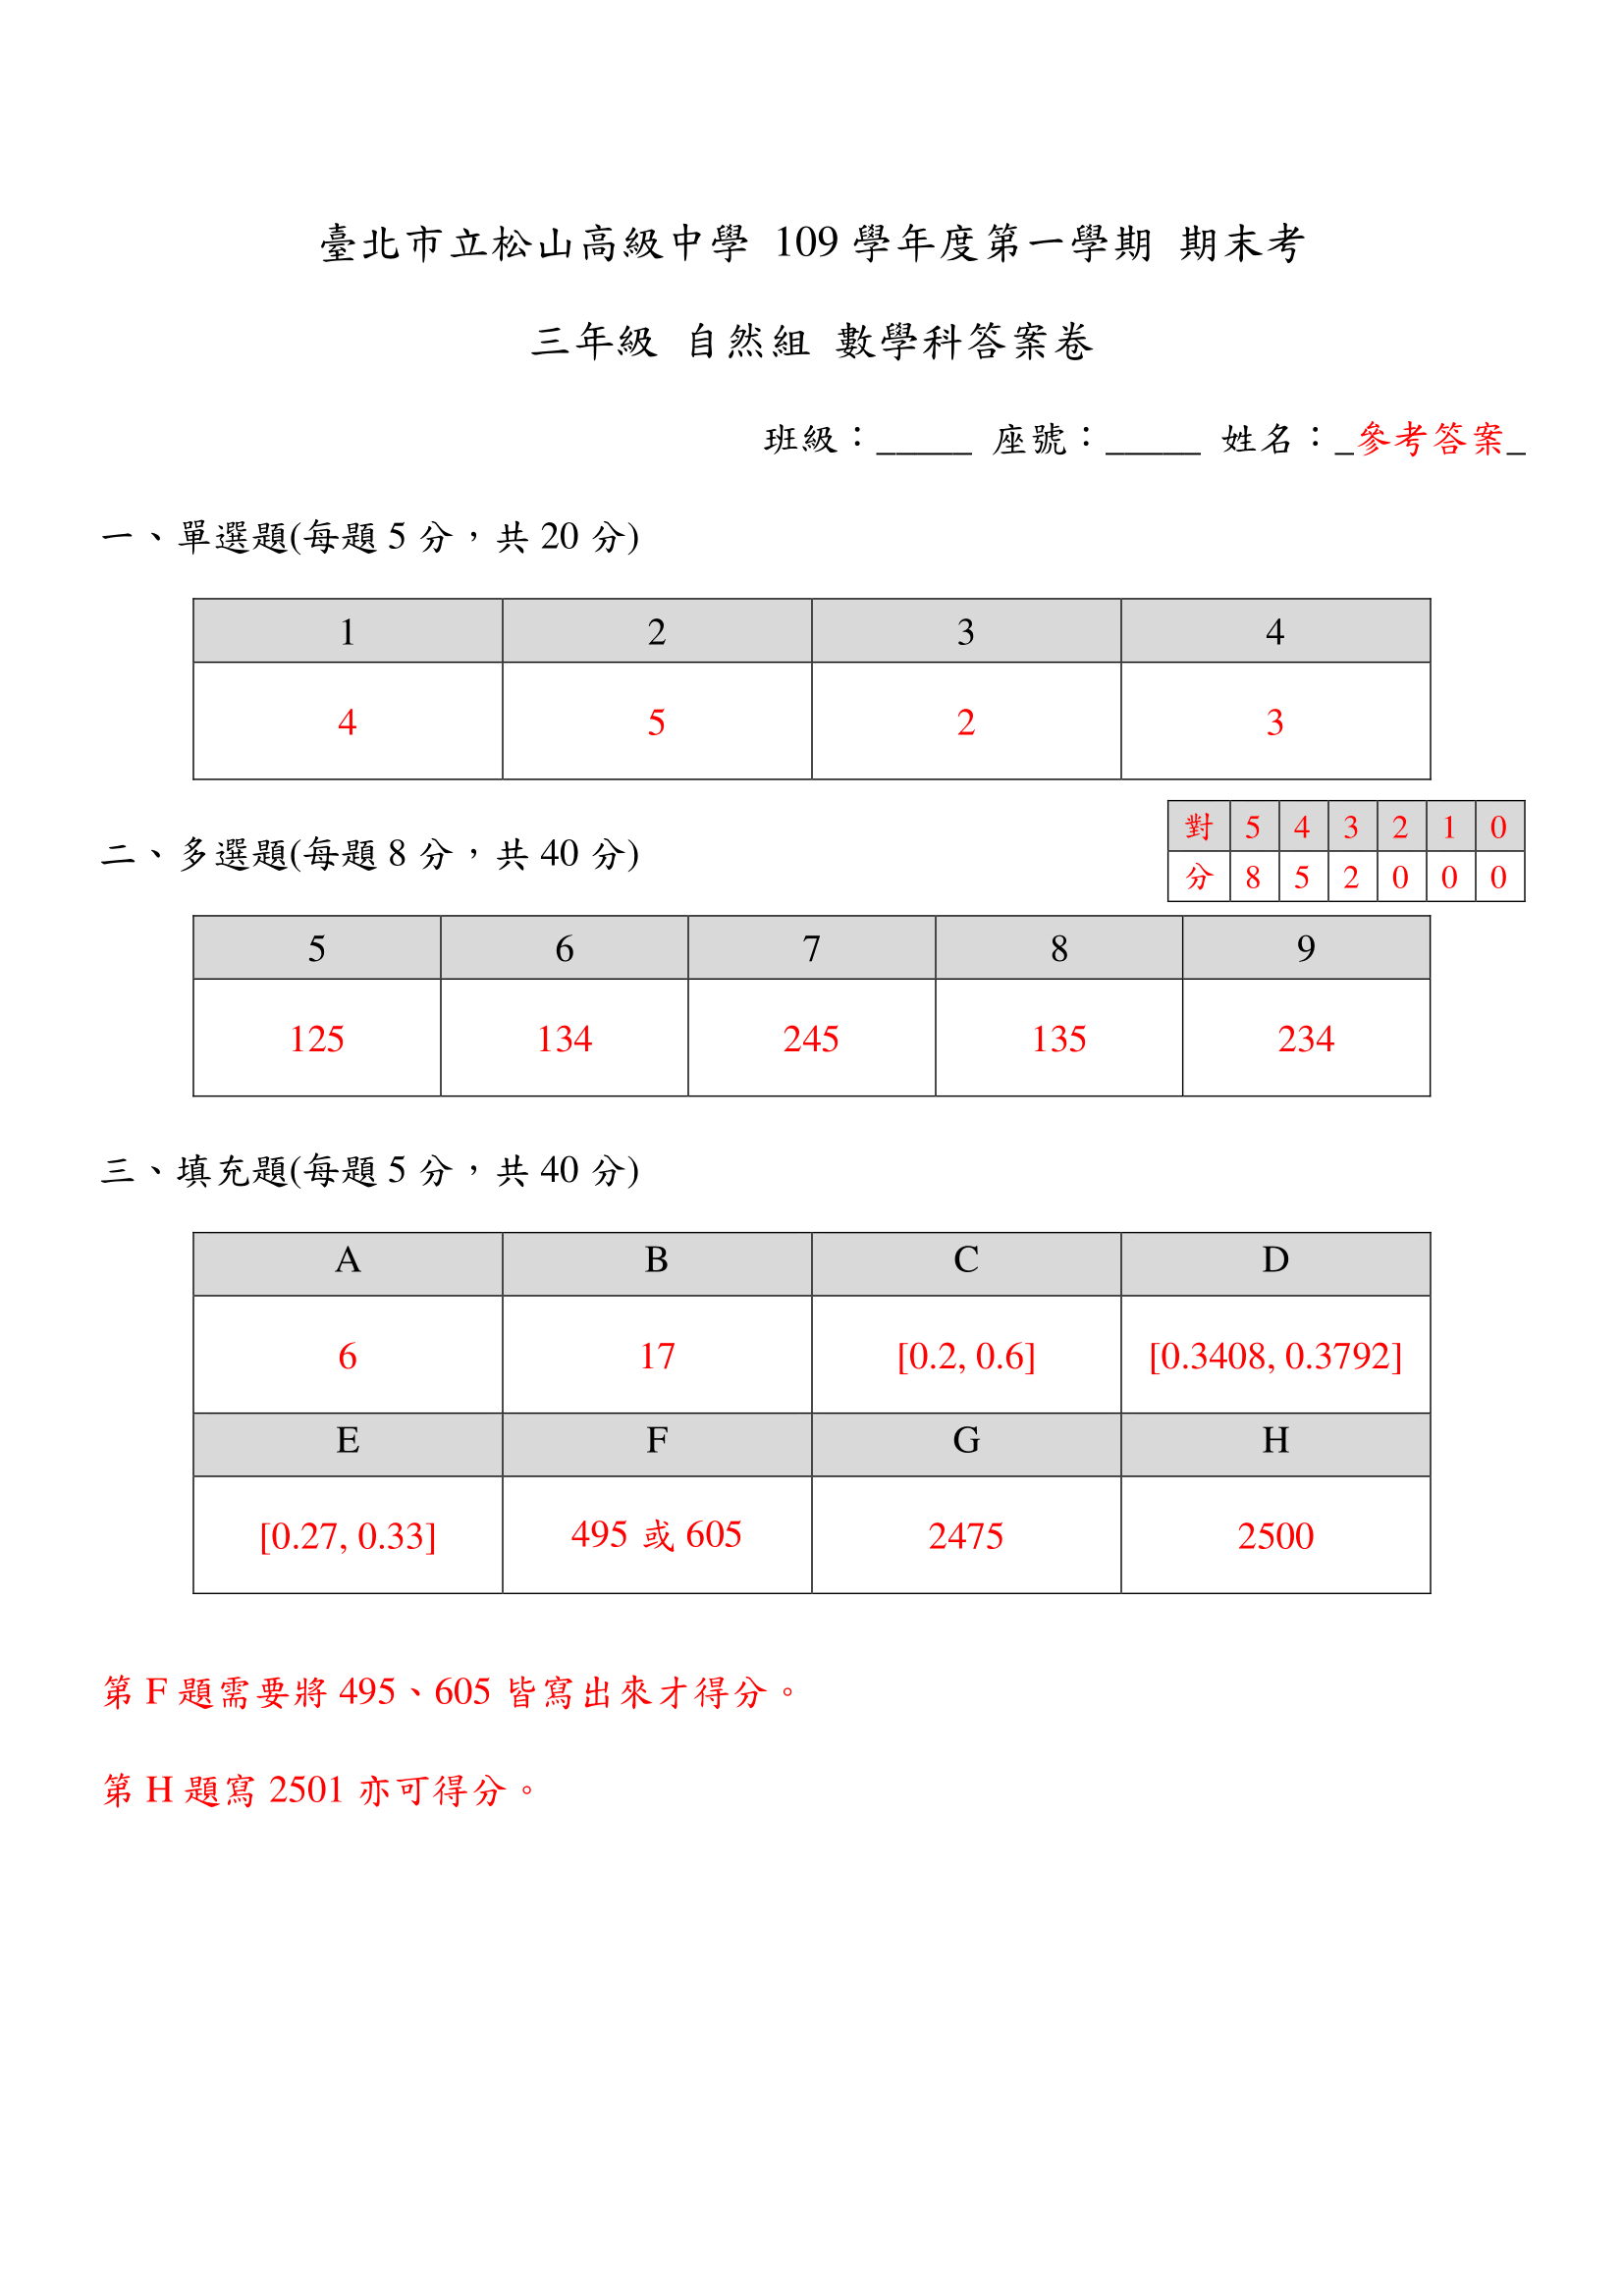 臺北市立松山高級中學 109 學年度第一學期 期末考
三年級 自然組 數學科答案卷
班級：_____ 座號：_____ 姓名：_參考答案_
一、單選題(每題 5 分，共 20 分)
1 2 3 4
4 5 2 3
二、多選題(每題 8 分，共 40 分)
對 5 4 3 2 1 0
分 8 5 2 0 0 0
5 6 7 8 9
125 134 245 135 234
三、填充題(每題 5 分，共 40 分)
A B C D
6 17 [0.2, 0.6] [0.3408, 0.3792]
E F G H
[0.27, 0.33] 495 或 605 2475 2500
第 F 題需要將 495、605 皆寫出來才得分。
第 H 題寫 2501 亦可得分。